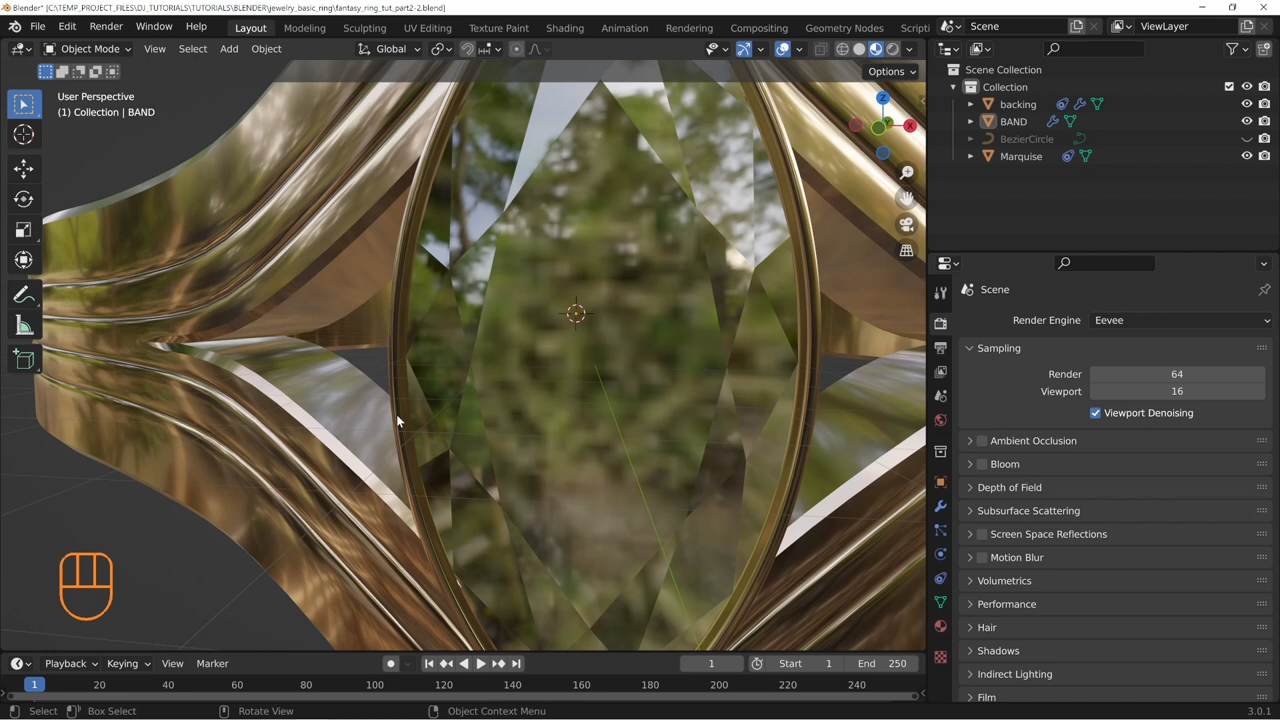 Blender* [C:\TEMP_PROJECT_FILES\DJ_TUTORIALS\TUTORIALS\BLENDER\jewelry_basic_ring\fantasy_ring_tut_part2-2.blend]
File Edit Render Window Help
Layout Modeling Sculpting UV Editing Texture Paint Shading Animation Rendering Compositing Geometry Nodes Scripti
Scene
ViewLayer
Object Mode View Select Add Object
Global
Options
User Perspective
(1) Collection | BAND
Z
X
Y
Scene Collection
Collection
backing
BAND
BezierCircle
Marquise
Scene
Render Engine Eevee
Sampling
Render 64
Viewport 16
Viewport Denoising
Ambient Occlusion
Bloom
Depth of Field
Subsurface Scattering
Screen Space Reflections
Motion Blur
Volumetrics
Performance
Hair
Shadows
Indirect Lighting
Film
Playback Keying View Marker
1 Start 1 End 250
1 20 40 60 80 100 120 140 160 180 200 220 240
Select Box Select Rotate View Object Context Menu 3.0.1